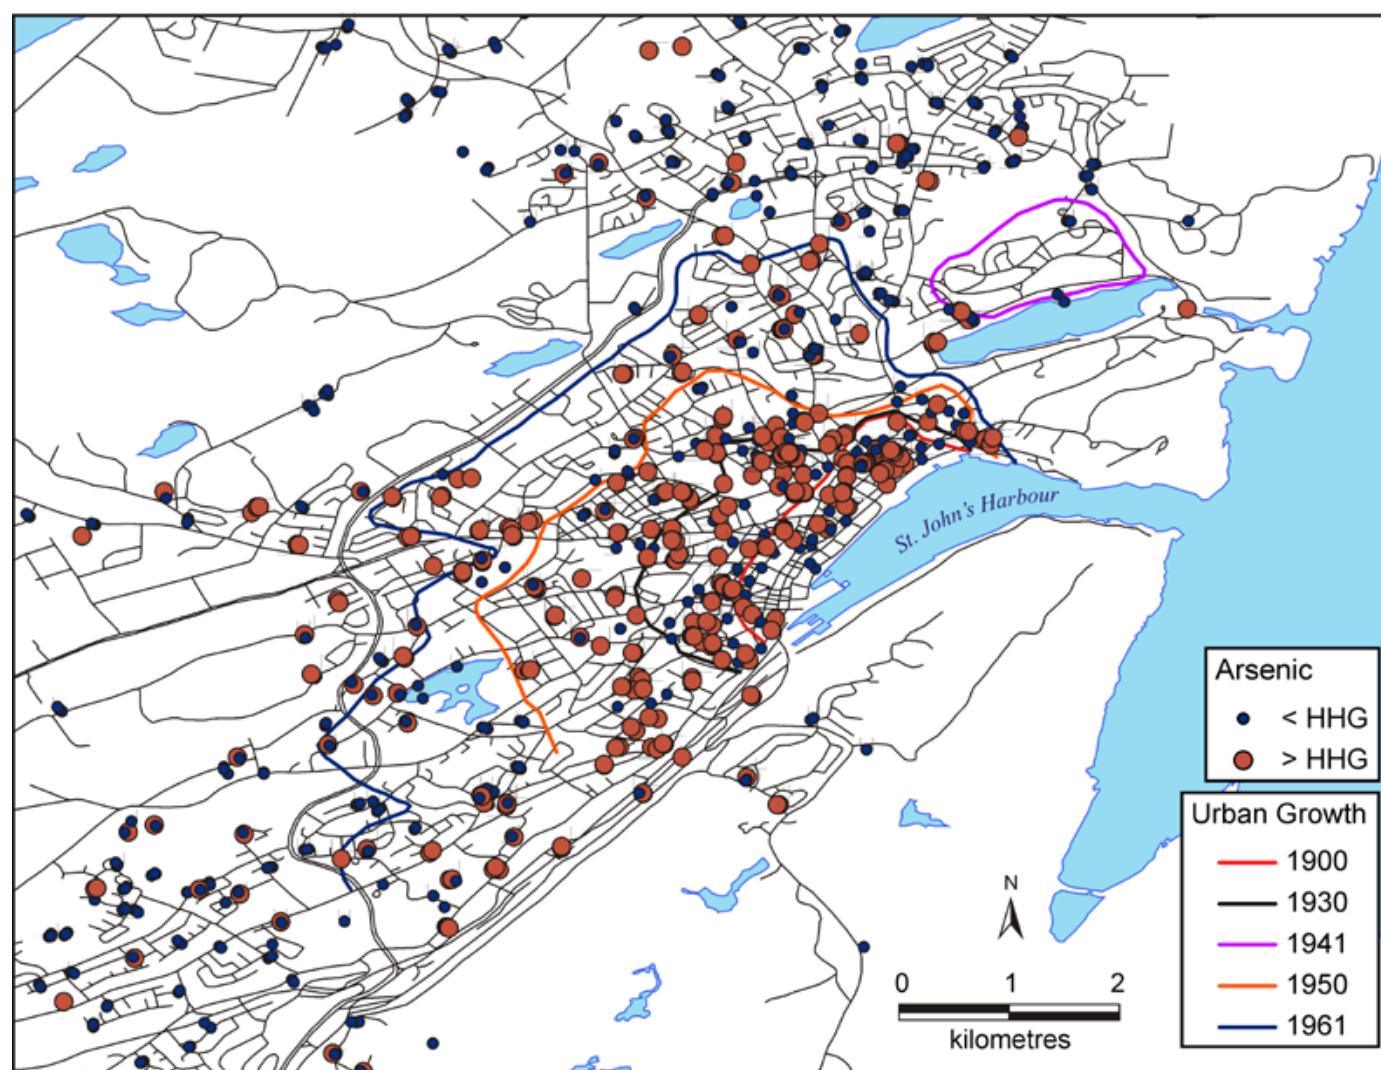 St. John's Harbour
Arsenic
< HHG
> HHG
Urban Growth
1900
1930
1941
1950
1961
N
0 1 2
kilometres